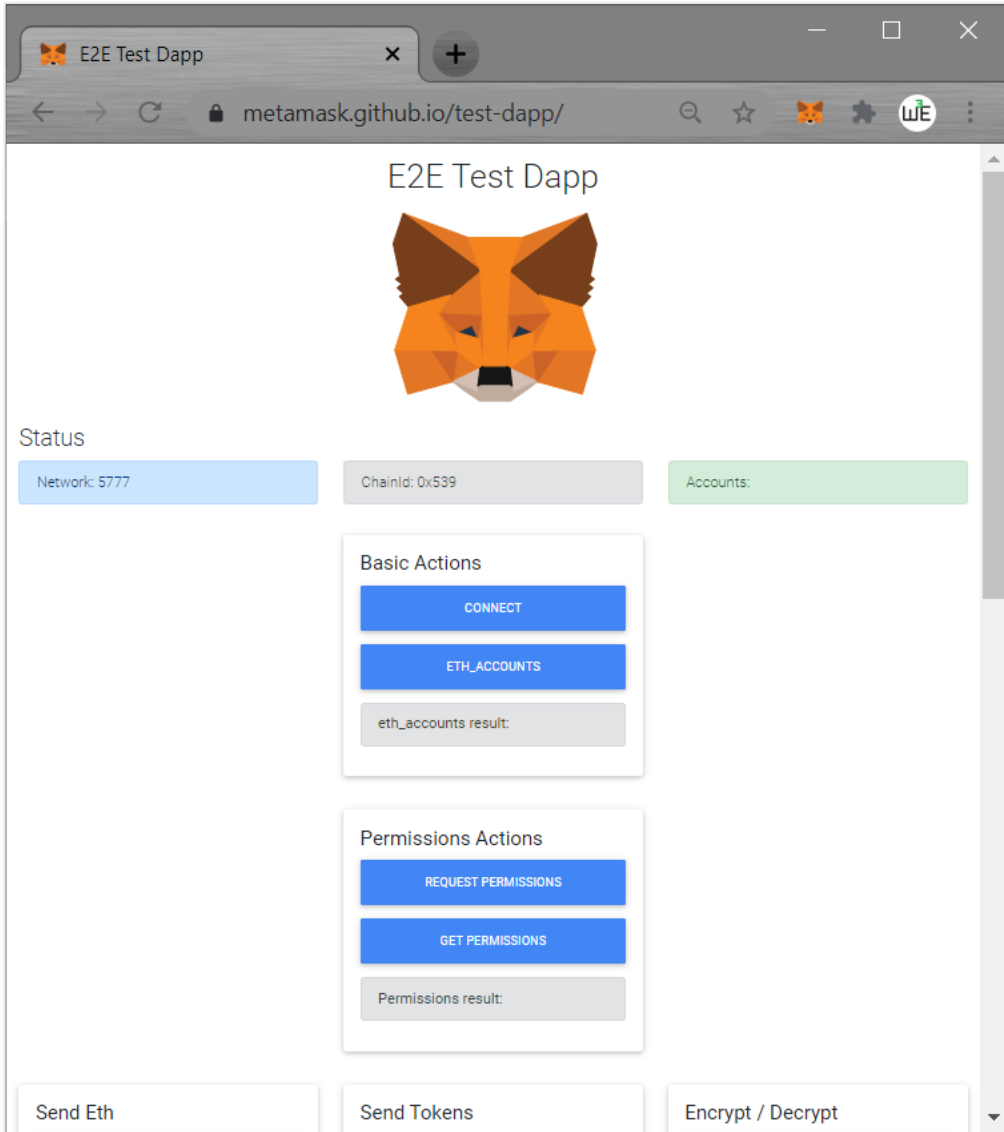 E2E Test Dapp
metamask.github.io/test-dapp/
E2E Test Dapp
Status
Network: 5777
ChainId: 0x539
Accounts:
Basic Actions
CONNECT
ETH_ACCOUNTS
eth_accounts result:
Permissions Actions
REQUEST PERMISSIONS
GET PERMISSIONS
Permissions result:
Send Eth
Send Tokens
Encrypt / Decrypt